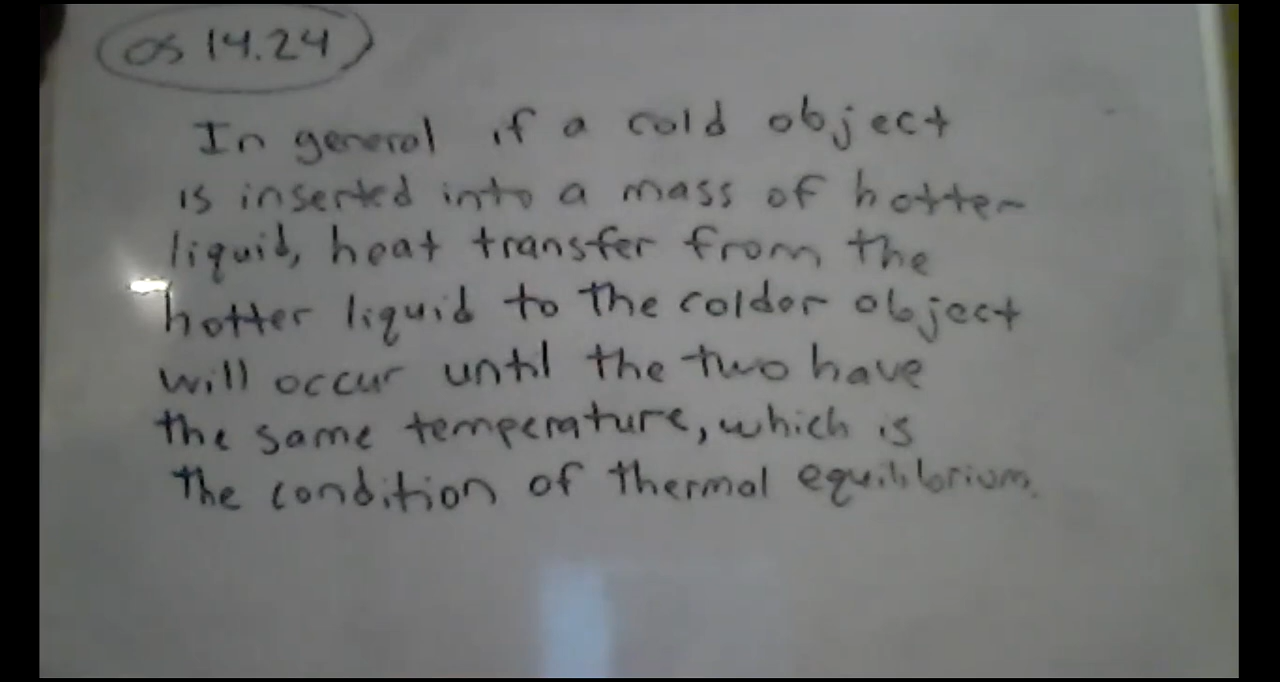 OS 14.24
In general if a cold object
is inserted into a mass of hotter
liquid, heat transfer from the
hotter liquid to the colder object
will occur until the two have
the same temperature, which is
the condition of thermal equilibrium.